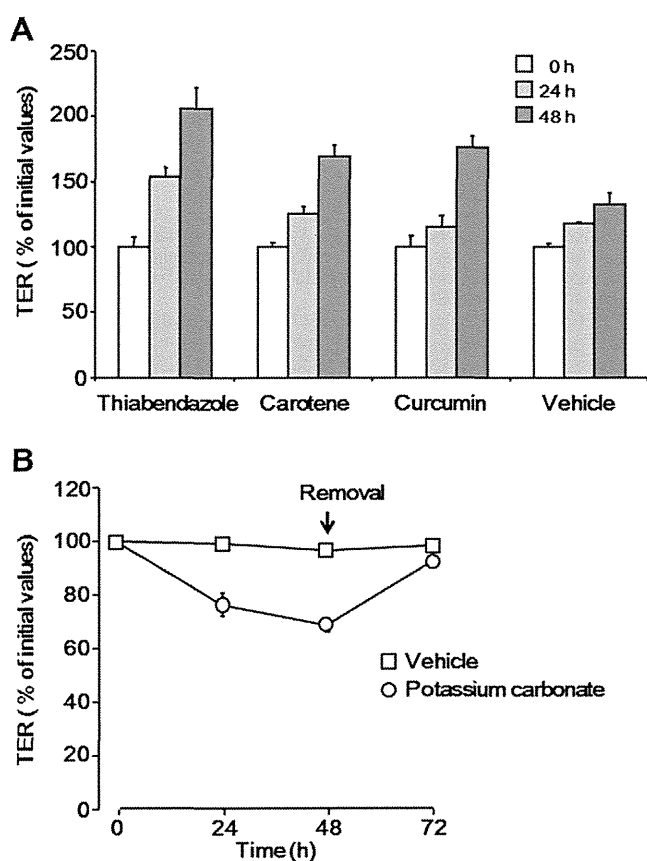 A
TER ( % of initial values)
250
200
150
100
50
0
0 h
24 h
48 h
Thiabendazole
Carotene
Curcumin
Vehicle
B
TER ( % of initial values)
120
100
80
60
40
20
0
Removal
Vehicle
Potassium carbonate
0
24
48
72
Time (h)